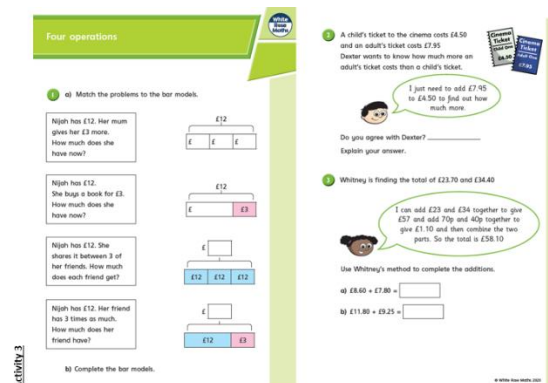 Four operations
White
Rose
Maths
1 a) Match the problems to the bar models.
Nijah has £12. Her mum
gives her £3 more.
How much does she
have now?
£12
£ £ £
Nijah has £12.
She buys a book for £3.
How much does she
have now?
£12
£ £3
Nijah has £12. She
shares it between 3 of
her friends. How much
does each friend get?
£
£12 £12 £12
Nijah has £12. Her friend
has 3 times as much.
How much does her
friend have?
£
£12 £3
b) Complete the bar models.
ctivity 3
2 A child's ticket to the cinema costs £4.50
and an adult's ticket costs £7.95
Dexter wants to know how much more an
adult's ticket costs than a child's ticket.
Cinema
Ticket
Child One
£4.50
Cinema
Ticket
Adult One
£7.95
I just need to add £7.95
to £4.50 to find out how
much more.
Do you agree with Dexter?
Explain your answer.
3 Whitney is finding the total of £23.70 and £34.40
I can add £23 and £34 together to give
£57 and add 70p and 40p together to
give £1.10 and then combine the two
parts. So the total is £58.10
Use Whitney's method to complete the additions.
a) £8.60 + £7.80 =
b) £11.80 + £9.25 =
© White Rose Maths 2020